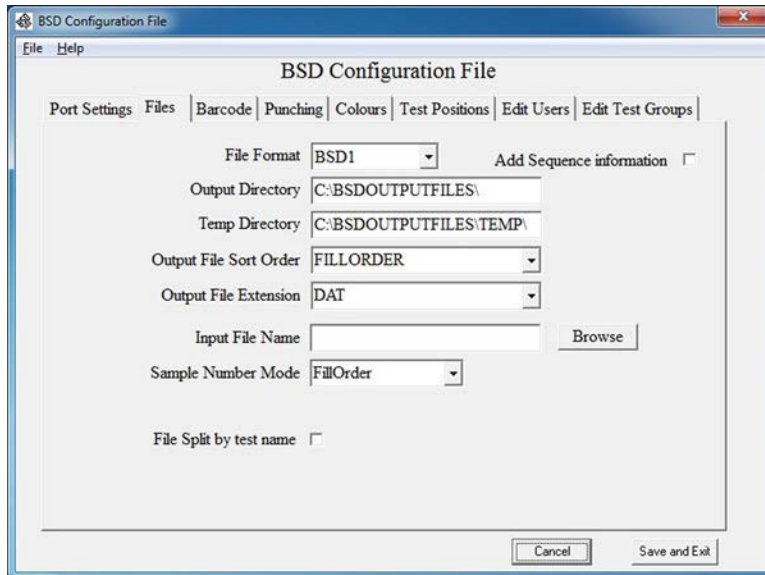 BSD Configuration File
File Help
BSD Configuration File
Port Settings Files Barcode Punching Colours Test Positions Edit Users Edit Test Groups
File Format BSD1 Add Sequence information
Output Directory C:\BSDOUTPUTFILES\
Temp Directory C:\BSDOUTPUTFILES\TEMP\
Output File Sort Order FILLORDER
Output File Extension DAT
Input File Name Browse
Sample Number Mode FillOrder
File Split by test name
Cancel Save and Exit